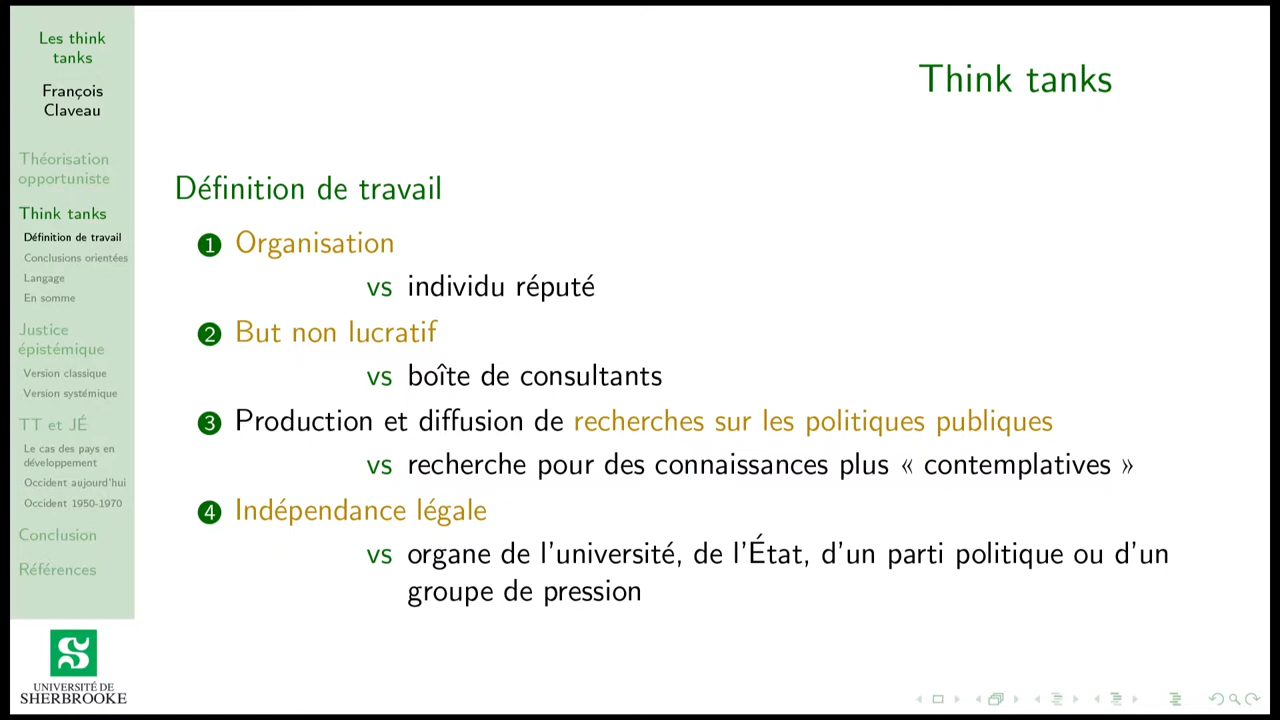 Les think
tanks
François
Claveau
Théorisation
opportuniste
Think tanks
Définition de travail
Conclusions orientées
Langage
En somme
Justice
épistémique
Version classique
Version systémique
TT et JÉ
Le cas des pays en
développement
Occident aujourd'hui
Occident 1950-1970
Conclusion
Références
UNIVERSITÉ DE
SHERBROOKE
Think tanks
Définition de travail
1 Organisation
vs individu réputé
2 But non lucratif
vs boîte de consultants
3 Production et diffusion de recherches sur les politiques publiques
vs recherche pour des connaissances plus « contemplatives »
4 Indépendance légale
vs organe de l'université, de l'État, d'un parti politique ou d'un
groupe de pression